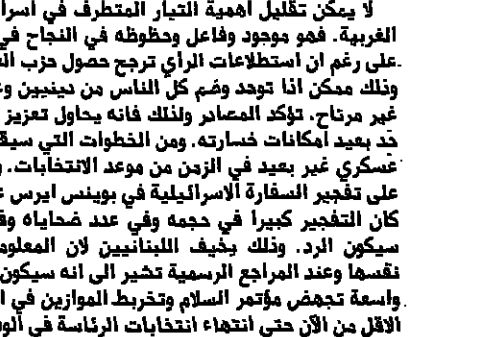 لا يمكن تقليل اهمية التيار المتطرف في اسرا
الغربية. فهو موجود وفاعل وحظوظه في النجاح في
على رغم ان استطلاعات الرأي ترجح حصول حزب الع
وذلك ممكن اذا توحد وضم كل الناس من دينيين و
غير مرتاح، تؤكد المصادر ولذلك فانه يحاول تعزيز
حد بعيد امكانات خسارته. ومن الخطوات التي سيق
عسكري غير بعيد في الزمن من موعد الانتخابات.
على تفجير السفارة الاسرائيلية في بوينس ايرس
كان التفجير كبيرا في حجمه وفي عدد ضحاياه وق
سيكون الرد. وذلك يخيف اللبنانيين لان المعلوم
نفسها وعند المراجع الرسمية تشير الى انه سيكون
واسعة تجهض مؤتمر السلام وتخربط الموازين في ا
الاقل من الآن حتى انتهاء انتخابات الرئاسة في الو